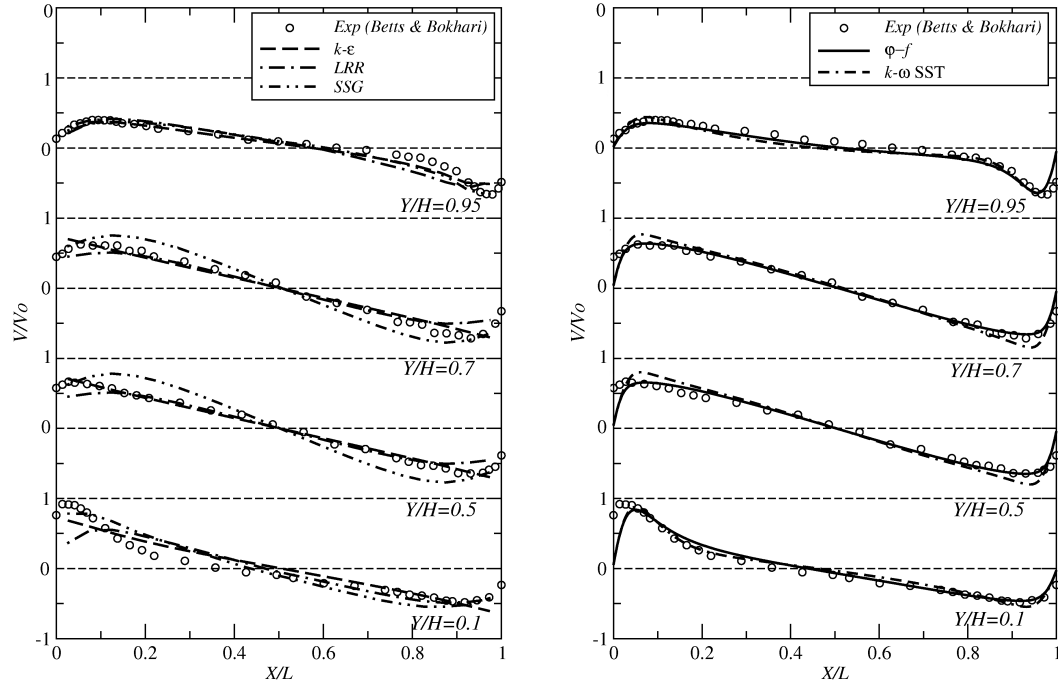 Exp (Betts & Bokhari)
k-ε
LRR
SSG
0
1
0
Y/H=0.95
1
0
Y/H=0.7
1
0
Y/H=0.5
1
0
Y/H=0.1
-1
V/Vo
0 0.2 0.4 0.6 0.8 1
X/L
Exp (Betts & Bokhari)
φ-f
k-ω SST
0
1
0
Y/H=0.95
1
0
Y/H=0.7
1
0
Y/H=0.5
1
0
Y/H=0.1
-1
V/Vo
0 0.2 0.4 0.6 0.8 1
X/L